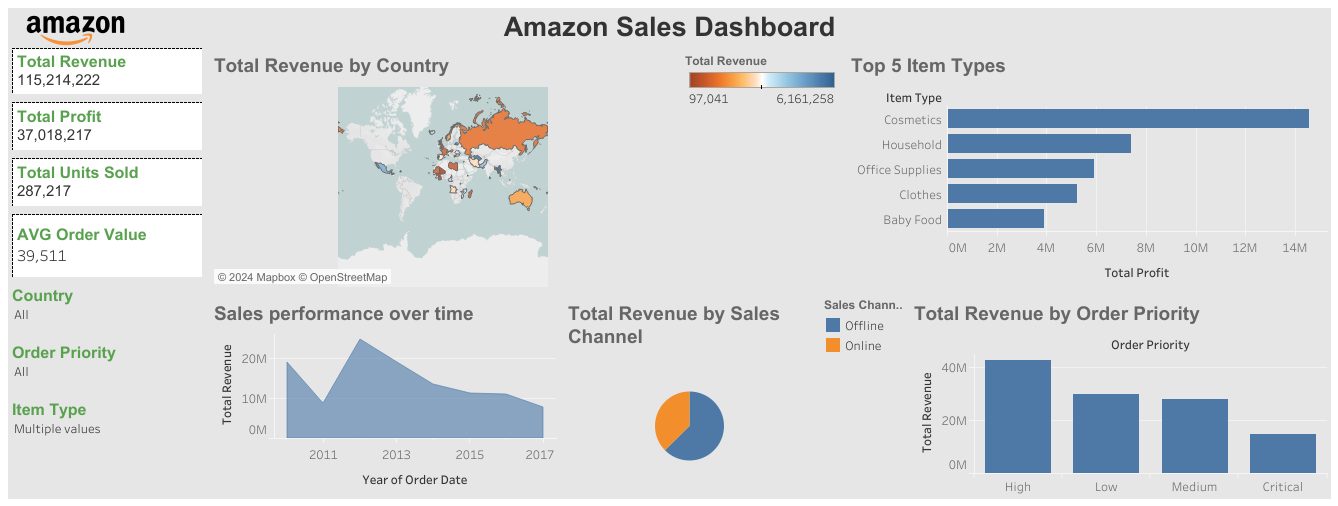 amazon
Amazon Sales Dashboard
Total Revenue
115,214,222
Total Profit
37,018,217
Total Units Sold
287,217
AVG Order Value
39,511
Country
All
Order Priority
All
Item Type
Multiple values
Total Revenue by Country
© 2024 Mapbox © OpenStreetMap
Total Revenue
97,041 6,161,258
Top 5 Item Types
Item Type
Cosmetics
Household
Office Supplies
Clothes
Baby Food
0M 2M 4M 6M 8M 10M 12M 14M
Total Profit
Sales performance over time
Total Revenue
20M
10M
0M
2011 2013 2015 2017
Year of Order Date
Total Revenue by Sales
Channel
Sales Chann..
Offline
Online
Total Revenue by Order Priority
Order Priority
Total Revenue
40M
20M
0M
High Low Medium Critical